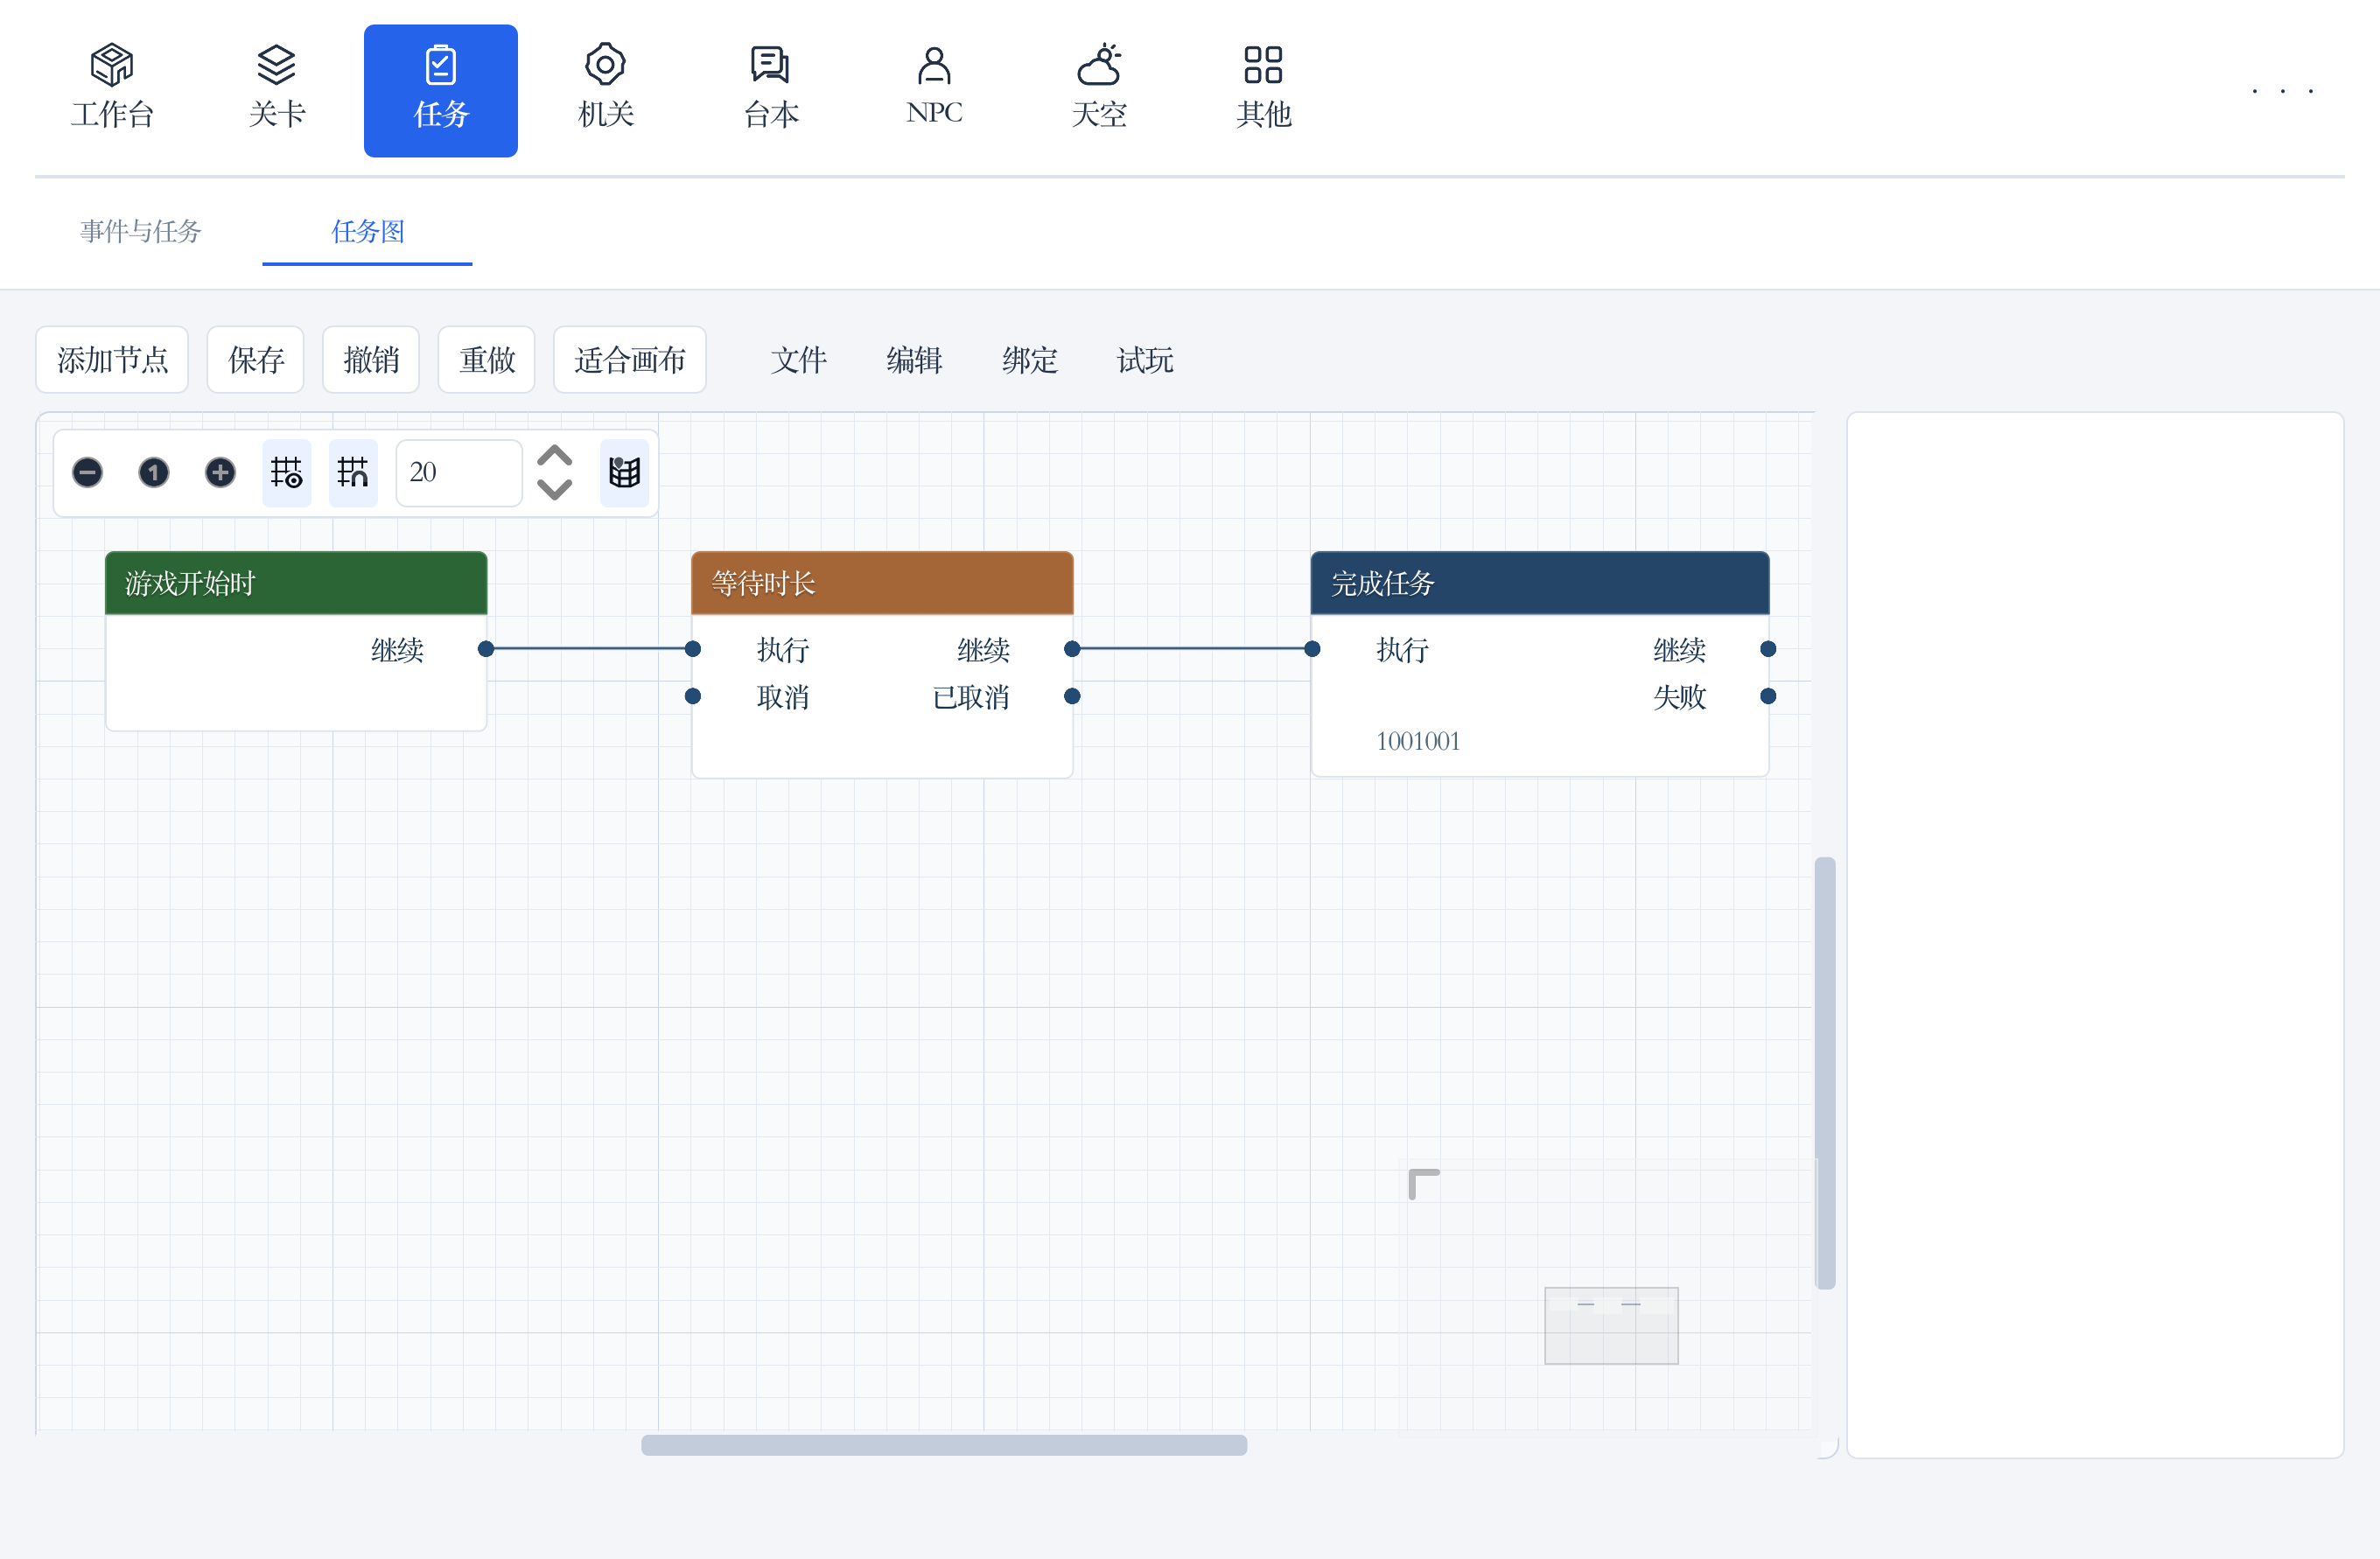 工作台 关卡 任务 机关 台本 NPC 天空 其他 ...
事件与任务 任务图
添加节点 保存 撤销 重做 适合画布 文件 编辑 绑定 试玩
1 20
游戏开始时 等待时长 完成任务
继续 执行 继续 执行 继续
取消 已取消 失败
1001001